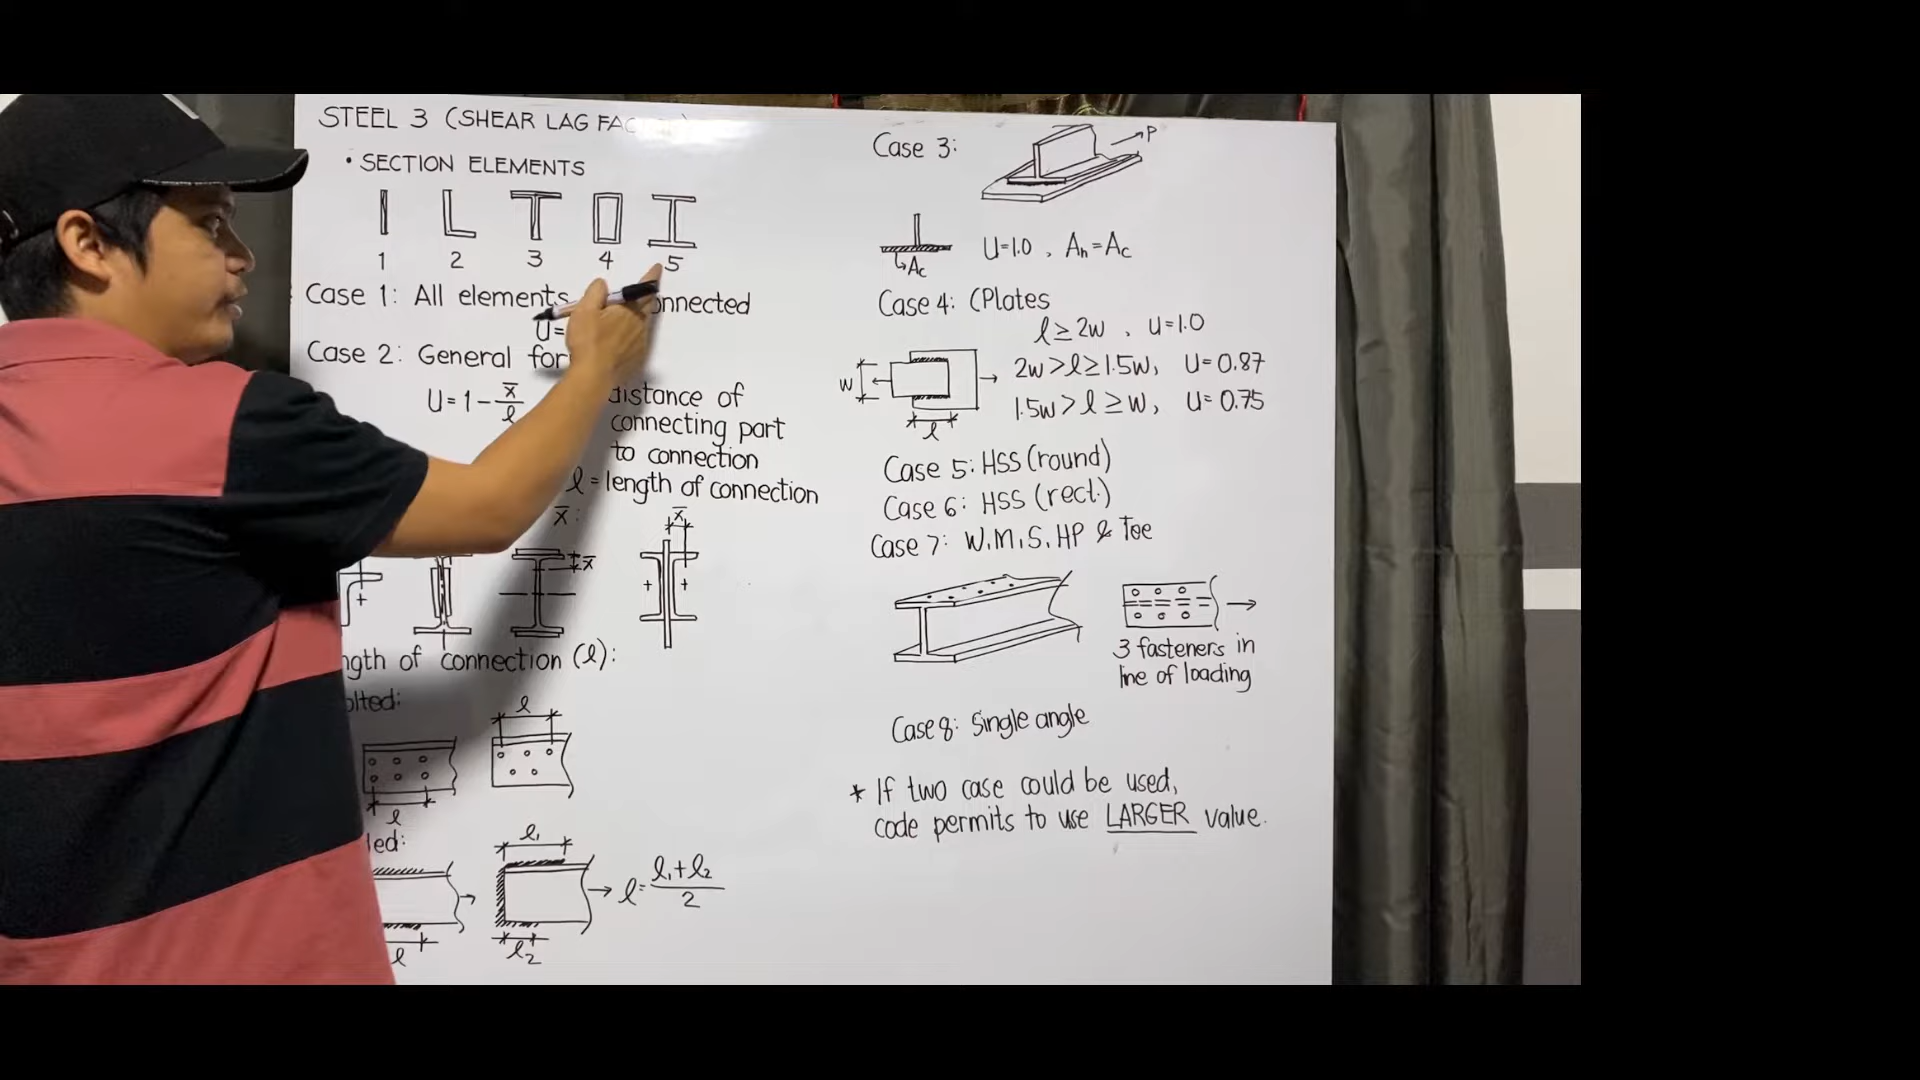 STEEL 3 (SHEAR LAG FAC
• SECTION ELEMENTS
1 2 3 4 5
Case 1: All elements onnected
U=
Case 2: General for
U = 1 - x̄/ℓ
distance of
connecting part
to connection
ℓ = length of connection
x̄:
x̄
x̄
ngth of connection (ℓ):
olted:
ℓ
ℓ
ded:
ℓ₁
ℓ = (ℓ₁+ℓ₂)/2
ℓ
ℓ₂
Case 3:
P
Ac
U=1.0 , An = Ac
Case 4: (Plates
ℓ ≥ 2w , U=1.0
w
2w > ℓ ≥ 1.5w, U= 0.87
1.5w > ℓ ≥ w, U= 0.75
ℓ
Case 5: HSS (round)
Case 6: HSS (rect.)
Case 7: W, M, S, HP & Tee
3 fasteners in
line of loading
Case 8: Single angle
* If two case could be used,
code permits to use LARGER value.